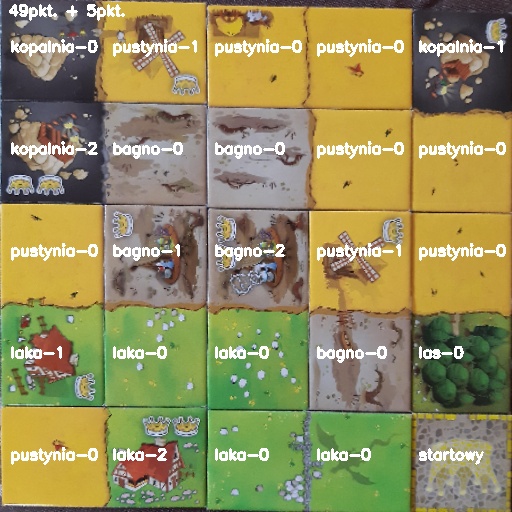 49pkt. + 5pkt.
kopalnia-0 pustynia-1 pustynia-0 pustynia-0 kopalnia-1
kopalnia-2 bagno-0 bagno-0 pustynia-0 pustynia-0
pustynia-0 bagno-1 bagno-2 pustynia-1 pustynia-0
laka-1 laka-0 laka-0 bagno-0 las-0
pustynia-0 laka-2 laka-0 laka-0 startowy